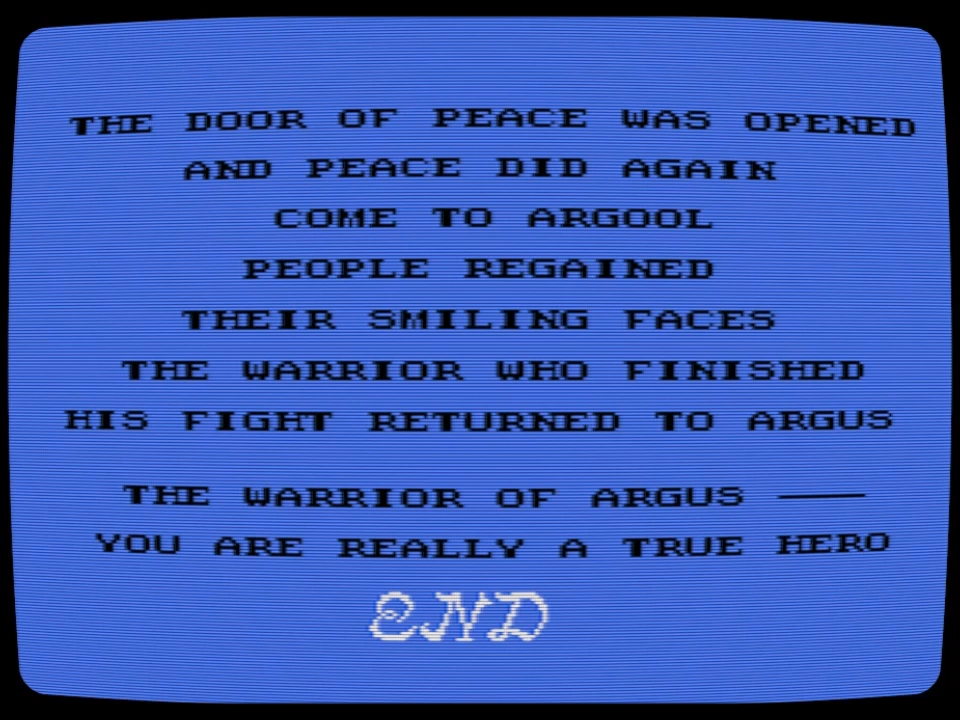 THE DOOR OF PEACE WAS OPENED
AND PEACE DID AGAIN
COME TO ARGOOL
PEOPLE REGAINED
THEIR SMILING FACES
THE WARRIOR WHO FINISHED
HIS FIGHT RETURNED TO ARGUS
THE WARRIOR OF ARGUS ——
YOU ARE REALLY A TRUE HERO
END